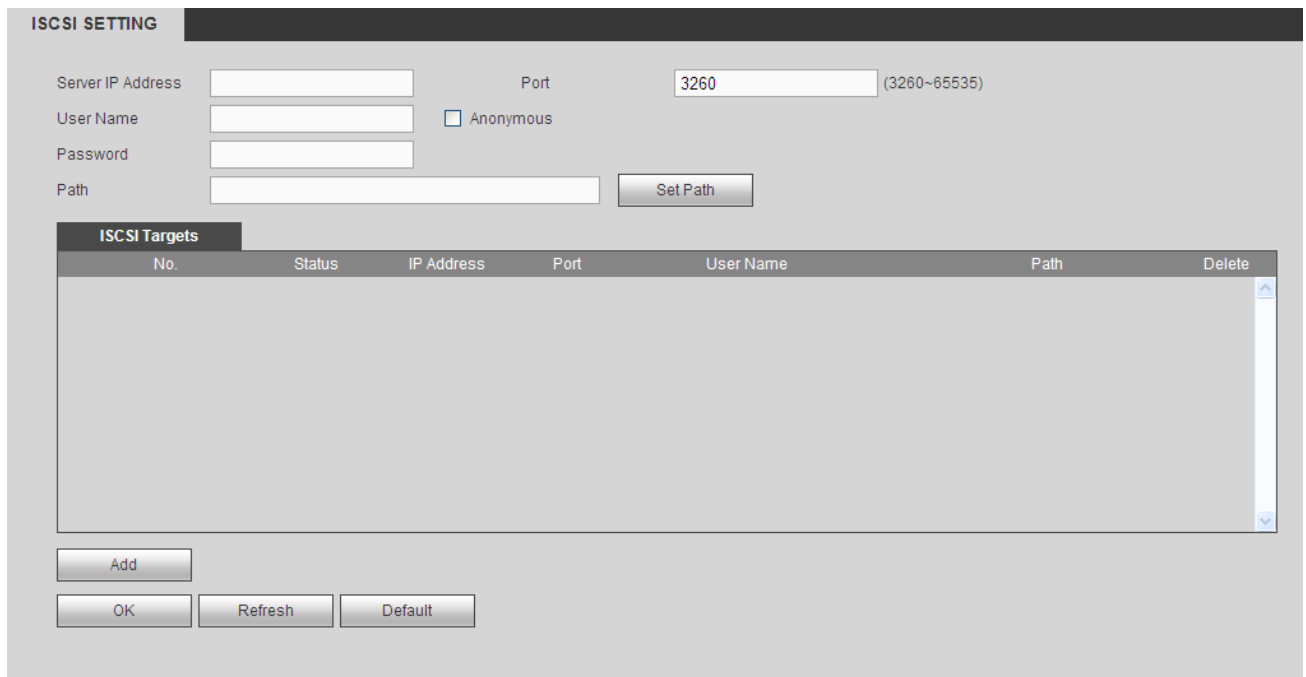 ISCSI SETTING
Server IP Address Port 3260 (3260~65535)
User Name Anonymous
Password
Path Set Path
ISCSI Targets
No. Status IP Address Port User Name Path Delete
Add
OK Refresh Default